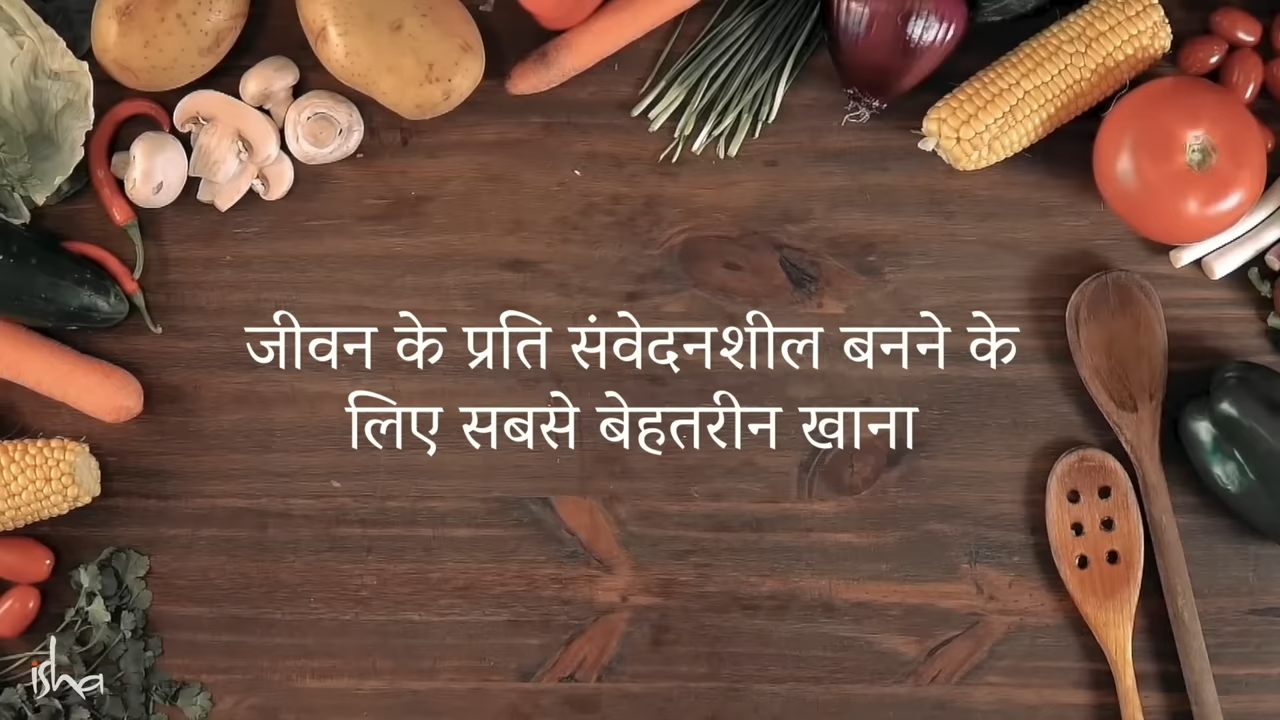 जीवन के प्रति संवेदनशील बनने के
लिए सबसे बेहतरीन खाना
isha